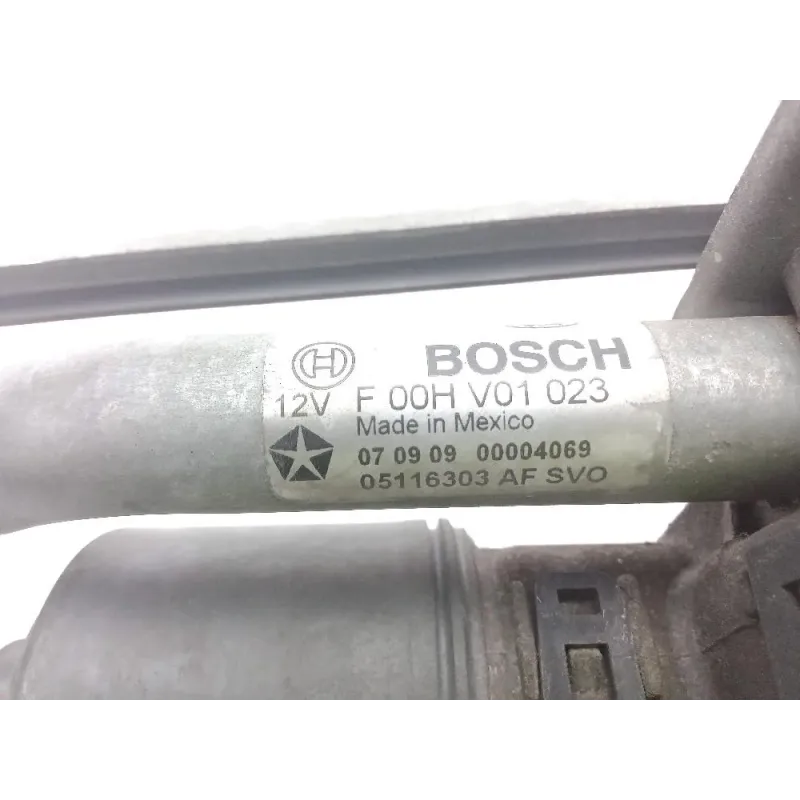 BOSCH
12V F 00H V01 023
Made in Mexico
07 09 09 00004069
05116303 AF SVO